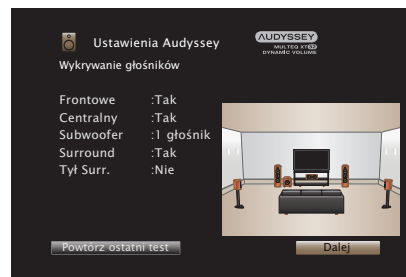 Ustawienia Audyssey
AUDYSSEY
MULTEQ XT32
DYNAMIC VOLUME
Wykrywanie głośników
Frontowe :Tak
Centralny :Tak
Subwoofer :1 głośnik
Surround :Tak
Tył Surr. :Nie
Powtórz ostatni test
Dalej